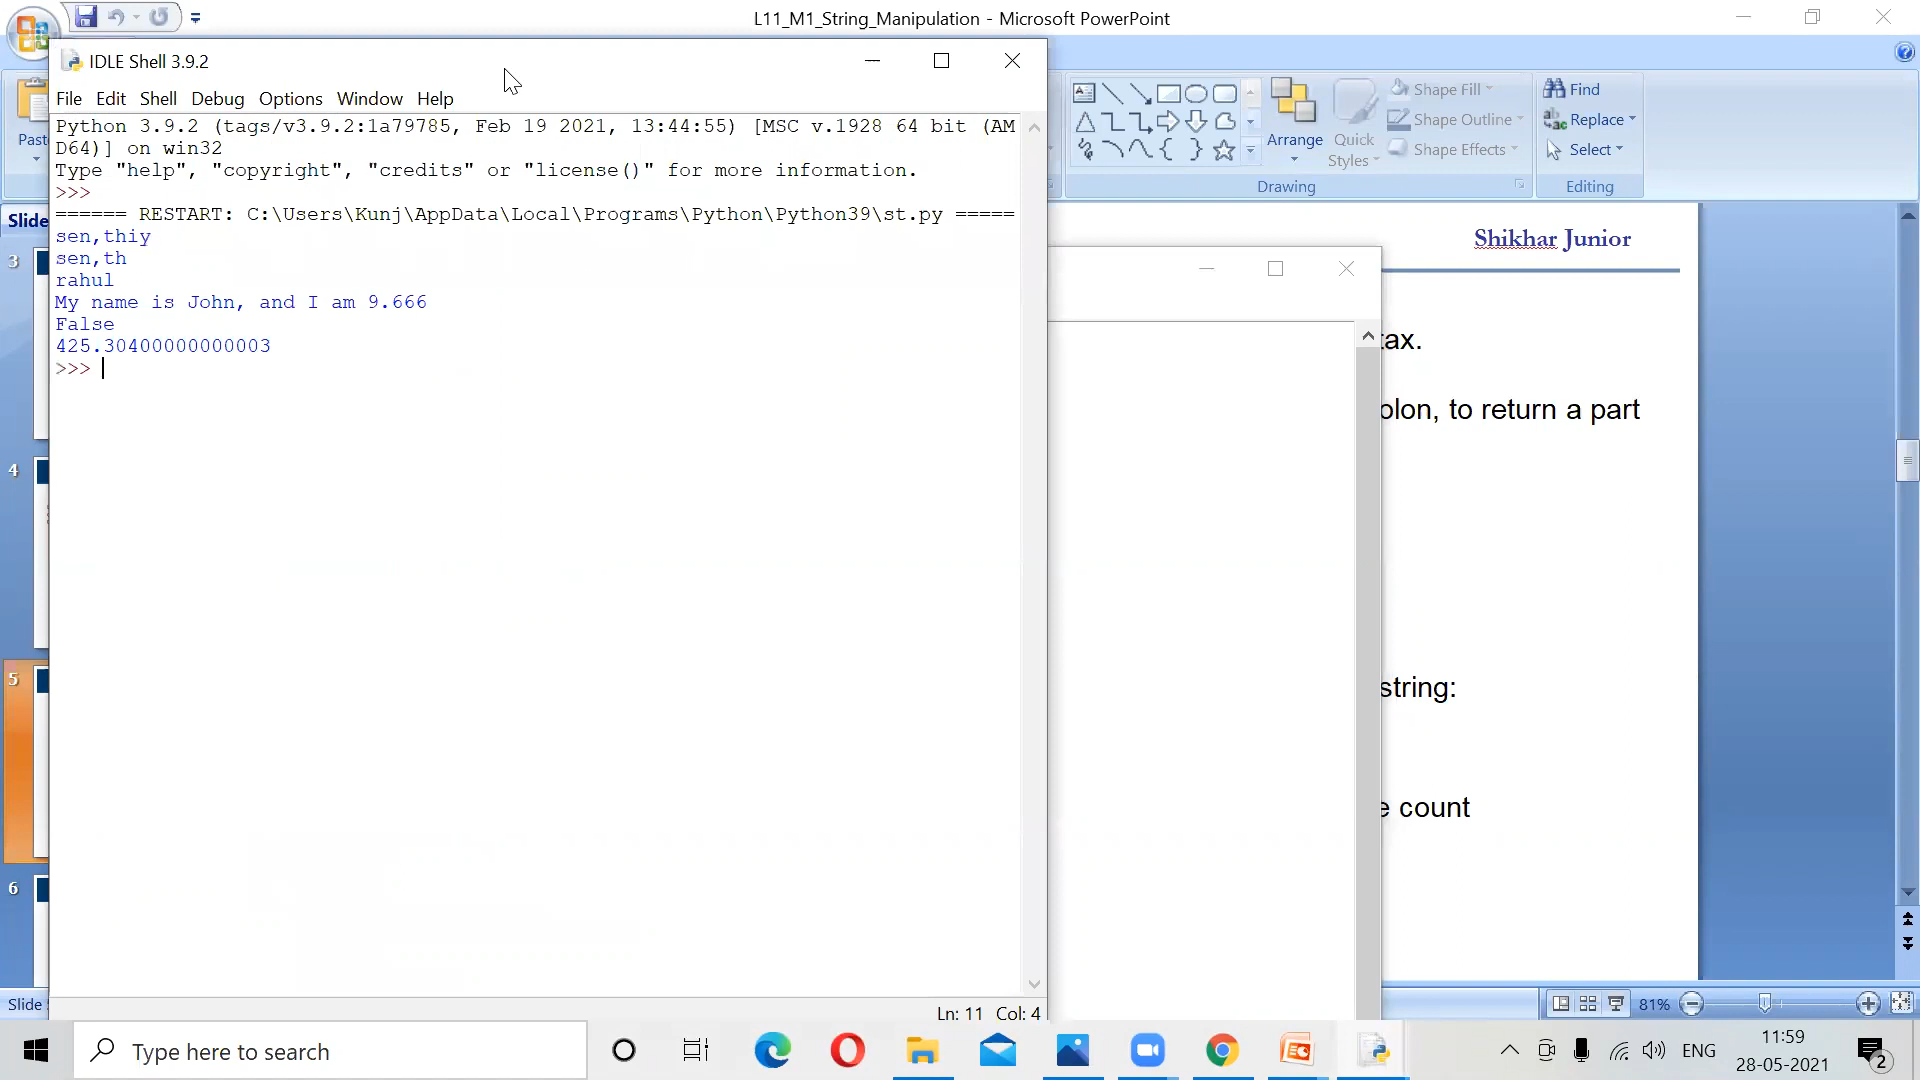 L11_M1_String_Manipulation - Microsoft PowerPoint
IDLE Shell 3.9.2
File Edit Shell Debug Options Window Help
Python 3.9.2 (tags/v3.9.2:1a79785, Feb 19 2021, 13:44:55) [MSC v.1928 64 bit (AM
D64)] on win32
Type "help", "copyright", "credits" or "license()" for more information.
>>>
====== RESTART: C:\Users\Kunj\AppData\Local\Programs\Python\Python39\st.py =====
sen,thiy
sen,th
rahul
My name is John, and I am 9.666
False
425.30400000000003
>>>
Ln: 11 Col: 4
Paste
Arrange
Quick
Styles
Shape Fill
Shape Outline
Shape Effects
Drawing
Find
Replace
Select
Editing
Slide
3
4
5
6
Shikhar Junior
tax.
olon, to return a part
string:
e count
Slide
81%
Type here to search
ENG
11:59
28-05-2021
2